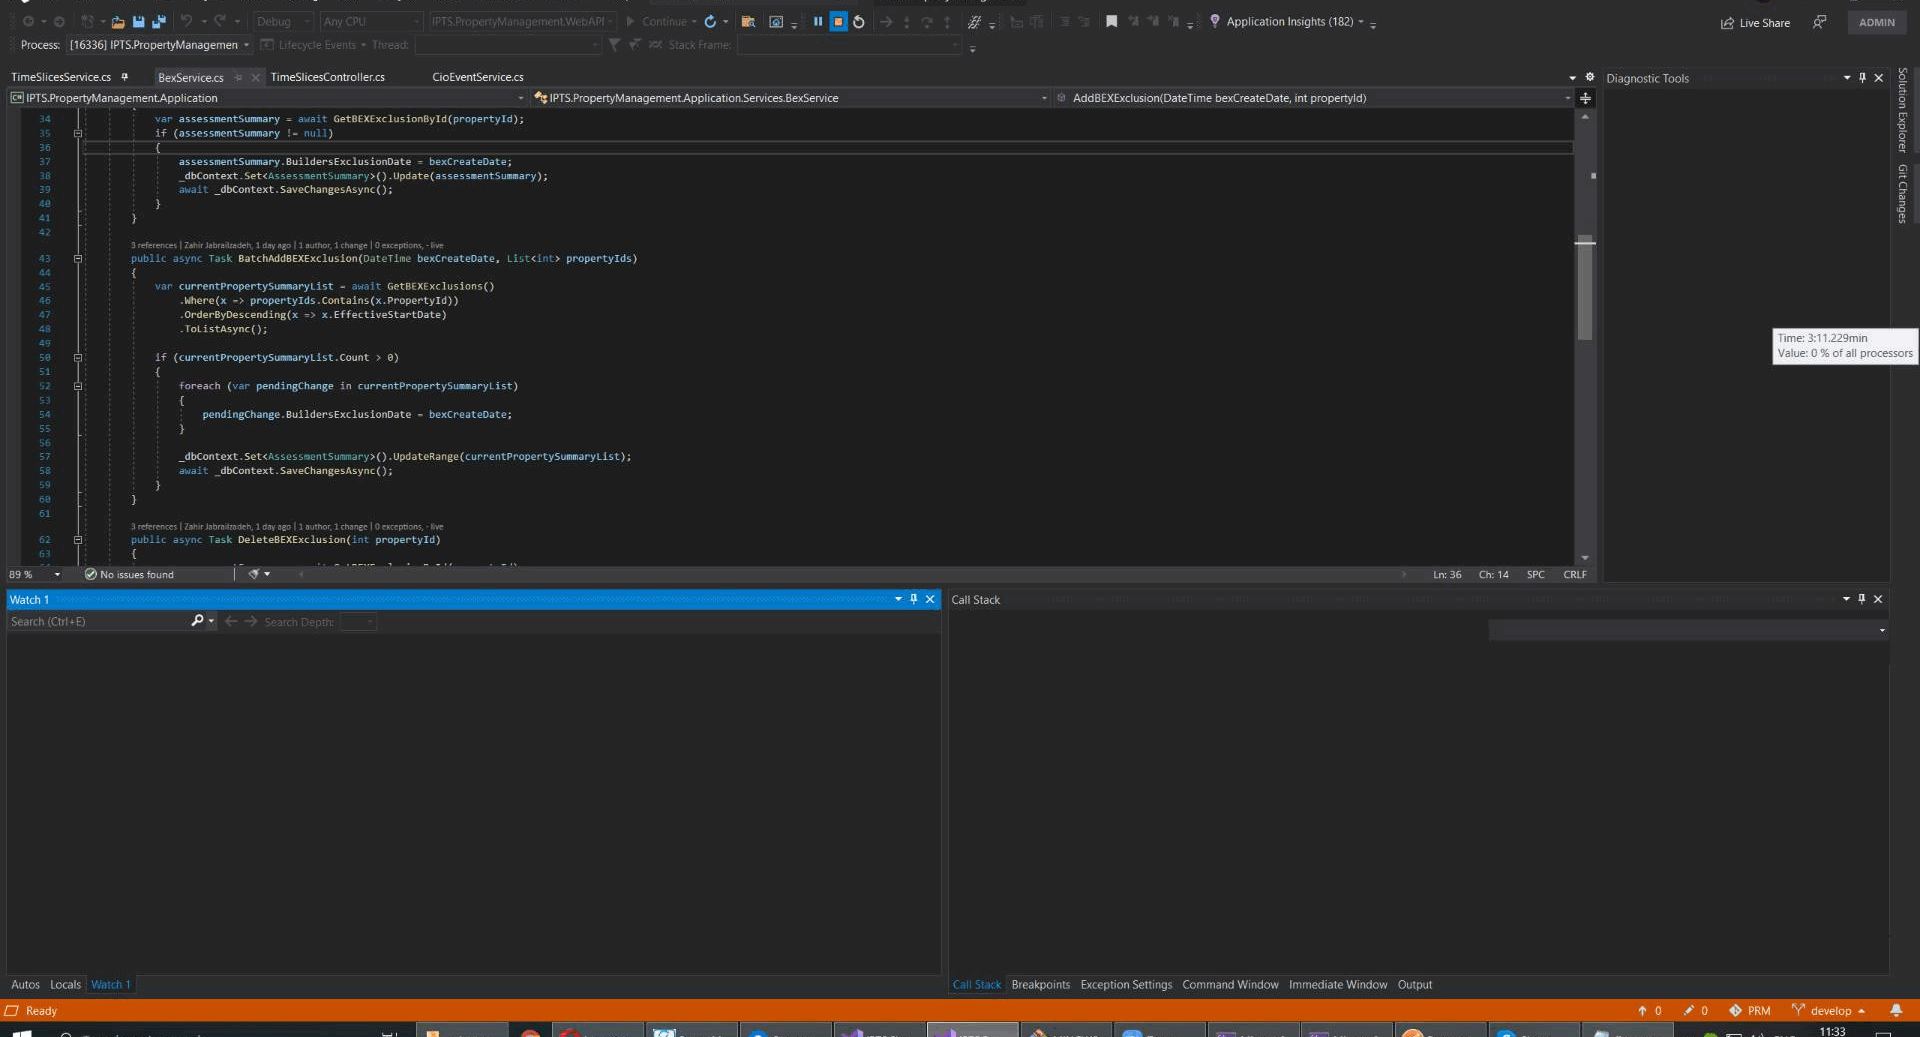 Debug Any CPU IPTS.PropertyManagement.WebAPI Continue Application Insights (182) Live Share ADMIN
Process: [16336] IPTS.PropertyManagemen Lifecycle Events Thread: Stack Frame:
TimeSlicesService.cs BexService.cs TimeSlicesController.cs CioEventService.cs
Diagnostic Tools
Solution Explorer
Git Changes
IPTS.PropertyManagement.Application IPTS.PropertyManagement.Application.Services.BexService AddBEXExclusion(DateTime bexCreateDate, int propertyId)
34 var assessmentSummary = await GetBEXExclusionById(propertyId);
35 if (assessmentSummary != null)
36 {
37 assessmentSummary.BuildersExclusionDate = bexCreateDate;
38 _dbContext.Set<AssessmentSummary>().Update(assessmentSummary);
39 await _dbContext.SaveChangesAsync();
40 }
41 }
42
3 references | Zahir Jabrailzadeh, 1 day ago | 1 author, 1 change | 0 exceptions, - live
43 public async Task BatchAddBEXExclusion(DateTime bexCreateDate, List<int> propertyIds)
44 {
45 var currentPropertySummaryList = await GetBEXExclusions()
46 .Where(x => propertyIds.Contains(x.PropertyId))
47 .OrderByDescending(x => x.EffectiveStartDate)
48 .ToListAsync();
49
50 if (currentPropertySummaryList.Count > 0)
51 {
52 foreach (var pendingChange in currentPropertySummaryList)
53 {
54 pendingChange.BuildersExclusionDate = bexCreateDate;
55 }
56
57 _dbContext.Set<AssessmentSummary>().UpdateRange(currentPropertySummaryList);
58 await _dbContext.SaveChangesAsync();
59 }
60 }
61
3 references | Zahir Jabrailzadeh, 1 day ago | 1 author, 1 change | 0 exceptions, - live
62 public async Task DeleteBEXExclusion(int propertyId)
63 {
Time: 3:11.229min
Value: 0 % of all processors
89 % No issues found Ln: 36 Ch: 14 SPC CRLF
Watch 1
Search (Ctrl+E) Search Depth:
Call Stack
Autos Locals Watch 1
Call Stack Breakpoints Exception Settings Command Window Immediate Window Output
Ready 0 0 PRM develop
11:33